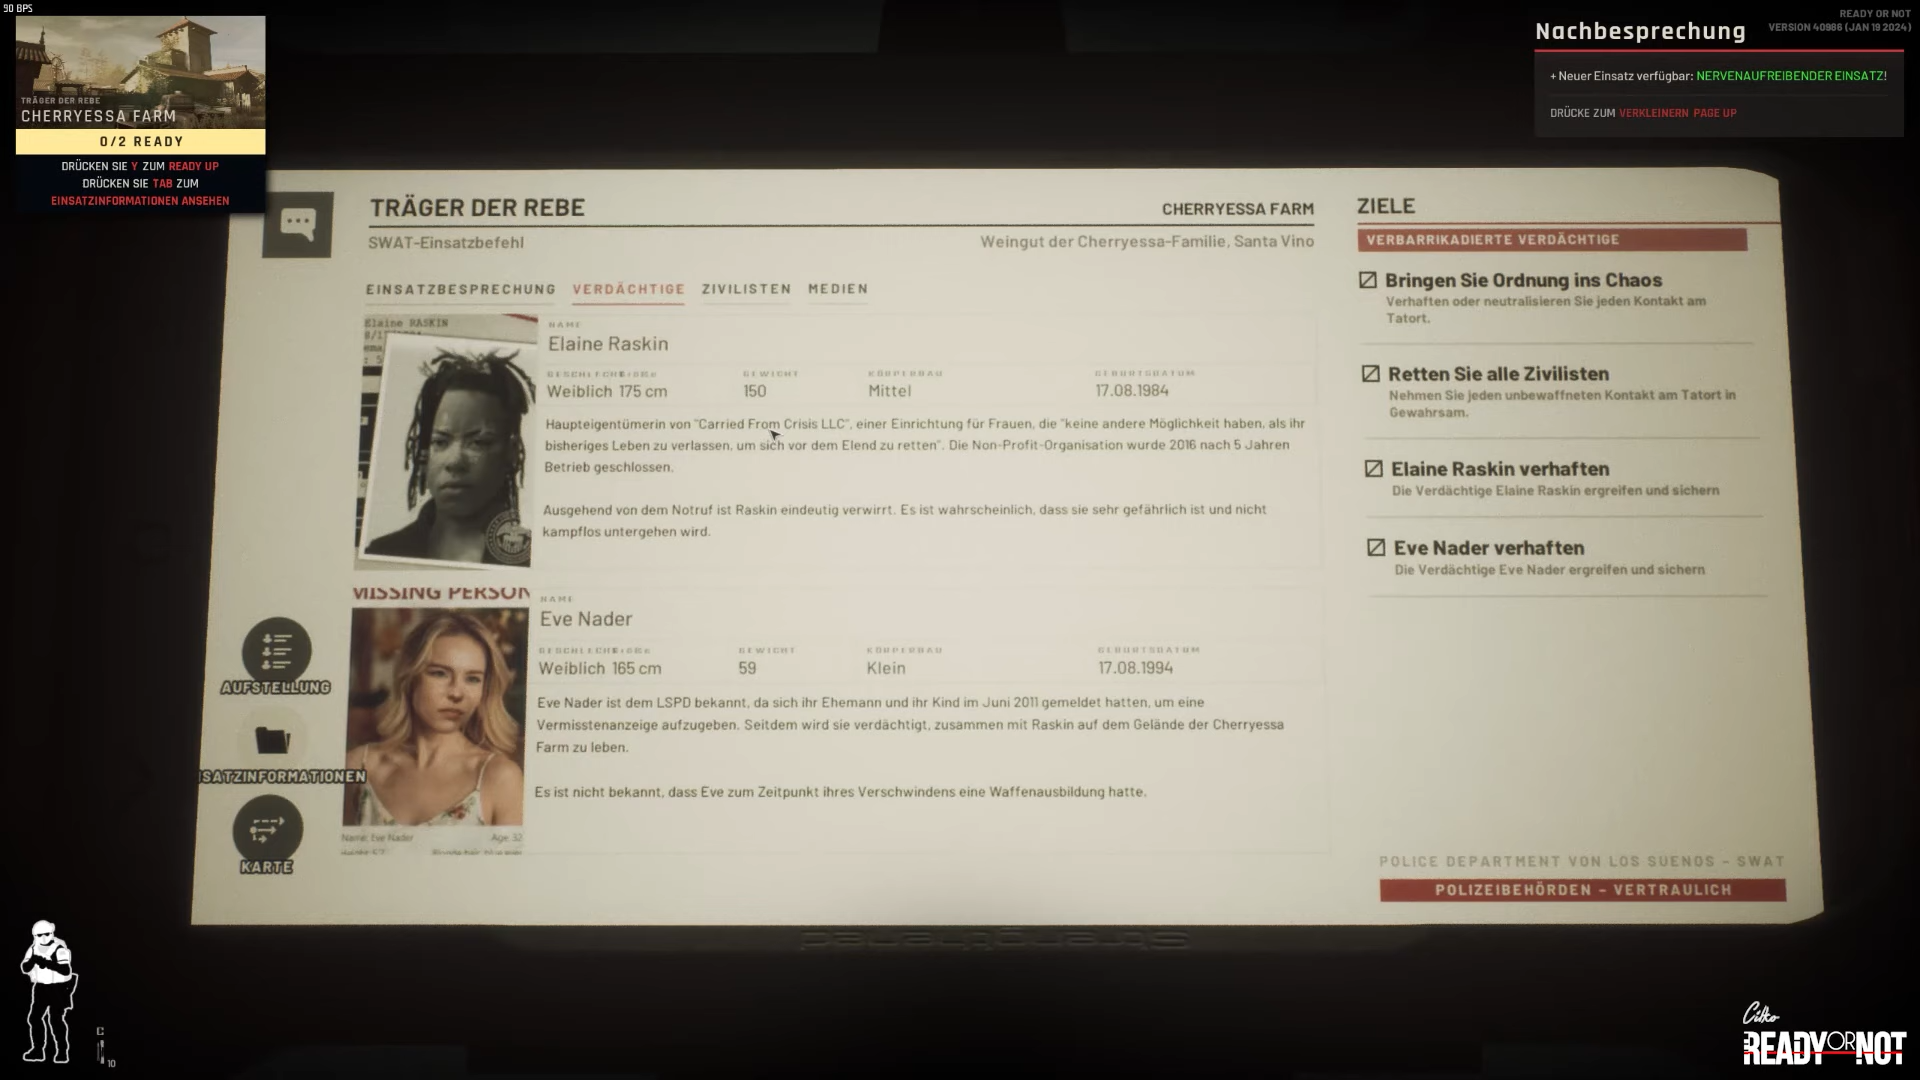 90 BPS
TRÄGER DER REBE
CHERRYESSA FARM
0/2 READY
DRÜCKEN SIE Y ZUM READY UP
DRÜCKEN SIE TAB ZUM
EINSATZINFORMATIONEN ANSEHEN
READY OR NOT
VERSION 40986 (JAN 19 2024)
Nachbesprechung
+ Neuer Einsatz verfügbar: NERVENAUFREIBENDER EINSATZ!
DRÜCKE ZUM VERKLEINERN PAGE UP
TRÄGER DER REBE
CHERRYESSA FARM
SWAT-Einsatzbefehl
Weingut der Cherryessa-Familie, Santa Vino
EINSATZBESPRECHUNG VERDÄCHTIGE ZIVILISTEN MEDIEN
Elaine RASKIN
NAME
Elaine Raskin
GEWICHT KÖRPERBAU GEBURTSDATUM
Weiblich 175 cm 150 Mittel 17.08.1984
Haupteigentümerin von "Carried From Crisis LLC", einer Einrichtung für Frauen, die "keine andere Möglichkeit haben, als ihr
bisheriges Leben zu verlassen, um sich vor dem Elend zu retten". Die Non-Profit-Organisation wurde 2016 nach 5 Jahren
Betrieb geschlossen.
Ausgehend von dem Notruf ist Raskin eindeutig verwirrt. Es ist wahrscheinlich, dass sie sehr gefährlich ist und nicht
kampflos untergehen wird.
MISSING PERSON
NAME
Eve Nader
GEWICHT KÖRPERBAU GEBURTSDATUM
Weiblich 165 cm 59 Klein 17.08.1994
Eve Nader ist dem LSPD bekannt, da sich ihr Ehemann und ihr Kind im Juni 2011 gemeldet hatten, um eine
Vermisstenanzeige aufzugeben. Seitdem wird sie verdächtigt, zusammen mit Raskin auf dem Gelände der Cherryessa
Farm zu leben.
Es ist nicht bekannt, dass Eve zum Zeitpunkt ihres Verschwindens eine Waffenausbildung hatte.
Name: Eve Nader Age: 32
AUFSTELLUNG
SATZINFORMATIONEN
KARTE
ZIELE
VERBARRIKADIERTE VERDÄCHTIGE
Bringen Sie Ordnung ins Chaos
Verhaften oder neutralisieren Sie jeden Kontakt am
Tatort.
Retten Sie alle Zivilisten
Nehmen Sie jeden unbewaffneten Kontakt am Tatort in
Gewahrsam.
Elaine Raskin verhaften
Die Verdächtige Elaine Raskin ergreifen und sichern
Eve Nader verhaften
Die Verdächtige Eve Nader ergreifen und sichern
POLICE DEPARTMENT VON LOS SUENOS - SWAT
POLIZEIBEHÖRDEN - VERTRAULICH
10
READY OR NOT